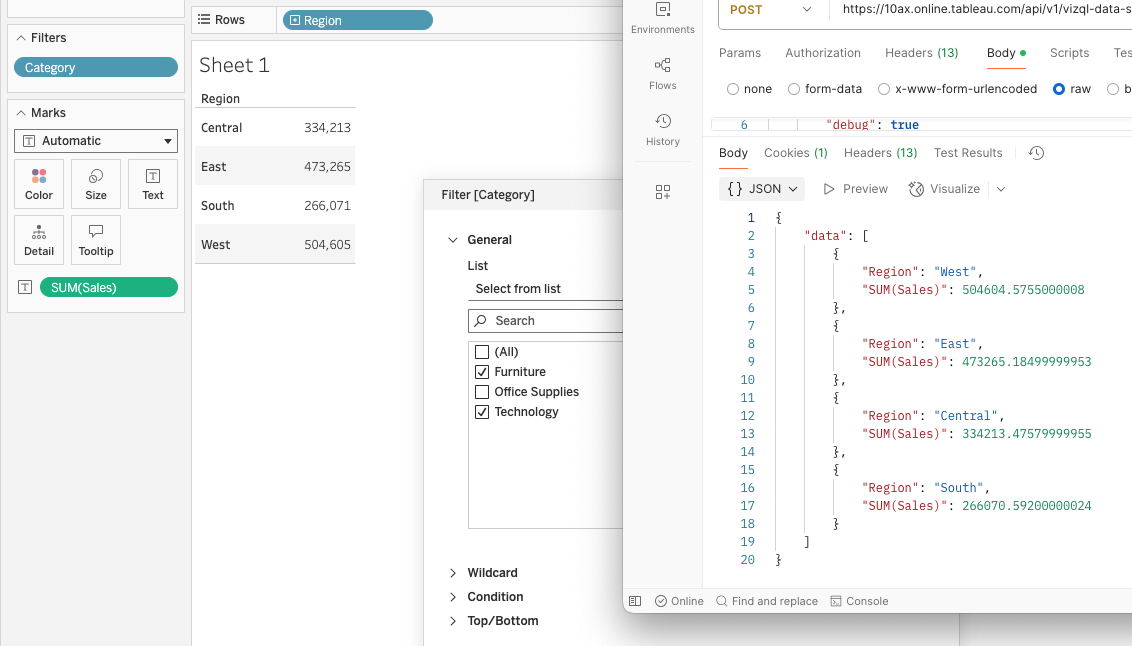 Filters
Category
Marks
Automatic
Color
Size
Text
Detail
Tooltip
SUM(Sales)
Rows
Region
Sheet 1
Region
Central 334,213
East 473,265
South 266,071
West 504,605
Filter [Category]
General
List
Select from list
Search
(All)
Furniture
Office Supplies
Technology
Wildcard
Condition
Top/Bottom
Environments
Flows
History
POST https://10ax.online.tableau.com/api/v1/vizql-data-s
Params Authorization Headers (13) Body Scripts Tes
none form-data x-www-form-urlencoded raw b
6 "debug": true
Body Cookies (1) Headers (13) Test Results
{} JSON Preview Visualize
1 {
2 "data": [
3 {
4 "Region": "West",
5 "SUM(Sales)": 504604.5755000008
6 },
7 {
8 "Region": "East",
9 "SUM(Sales)": 473265.18499999953
10 },
11 {
12 "Region": "Central",
13 "SUM(Sales)": 334213.47579999955
14 },
15 {
16 "Region": "South",
17 "SUM(Sales)": 266070.59200000024
18 }
19 ]
20 }
Online Find and replace Console